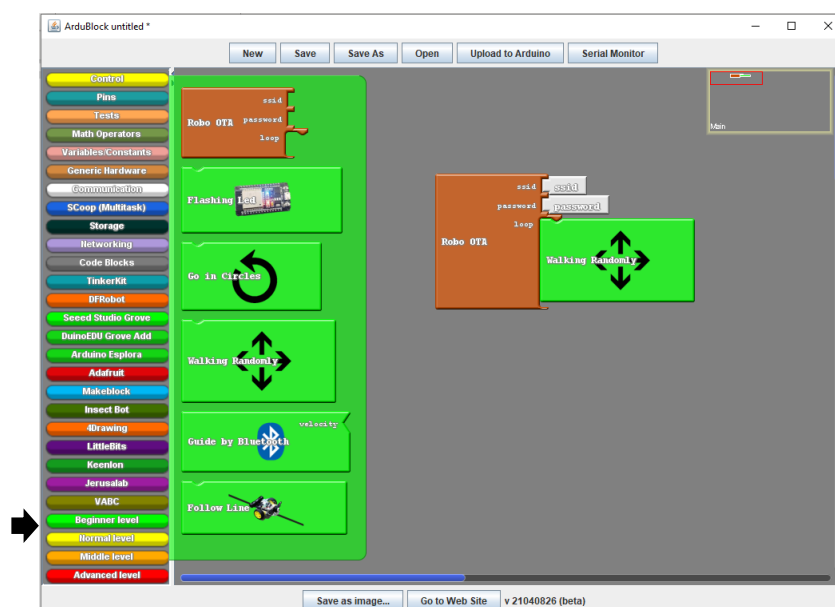 ArduBlock untitled *
New Save Save As Open Upload to Arduino Serial Monitor
Control
Pins
Tests
Math Operators
Variables/Constants
Generic Hardware
Communication
SCoop (Multitask)
Storage
Networking
Code Blocks
TinkerKit
DFRobot
Seeed Studio Grove
DuinoEDU Grove Add
Arduino Esplora
Adafruit
Makeblock
Insect Bot
4Drawing
LittleBits
Keenlon
Jerusalab
VABC
Beginner level
Normal level
Middle level
Advanced level
ssid
Robo OTA password
loop
Flashing Led
Go in Circles
Walking Randomly
velocity
Guide by Bluetooth
Follow Line
ssid ssid
password password
loop
Robo OTA
Walking Randomly
Main
Save as image... Go to Web Site v 21040826 (beta)